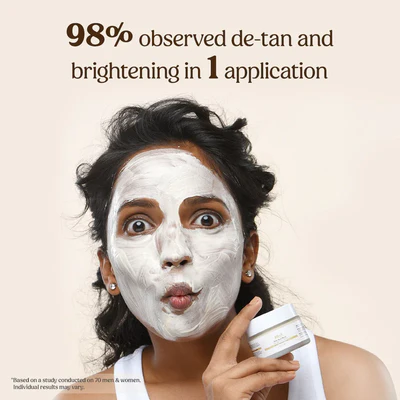 98% observed de-tan and
brightening in 1 application
*Based on a study conducted on 70 men & women.
Individual results may vary.